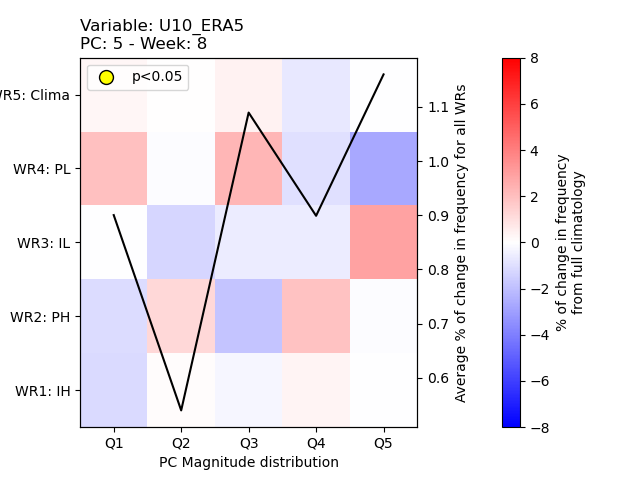 Variable: U10_ERA5
PC: 5 - Week: 8
p<0.05
WR5: Clima
WR4: PL
WR3: IL
WR2: PH
WR1: IH
Q1 Q2 Q3 Q4 Q5
PC Magnitude distribution
1.1
1.0
0.9
0.8
0.7
0.6
Average % of change in frequency for all WRs
8
6
4
2
0
−2
−4
−6
−8
% of change in frequency
from full climatology